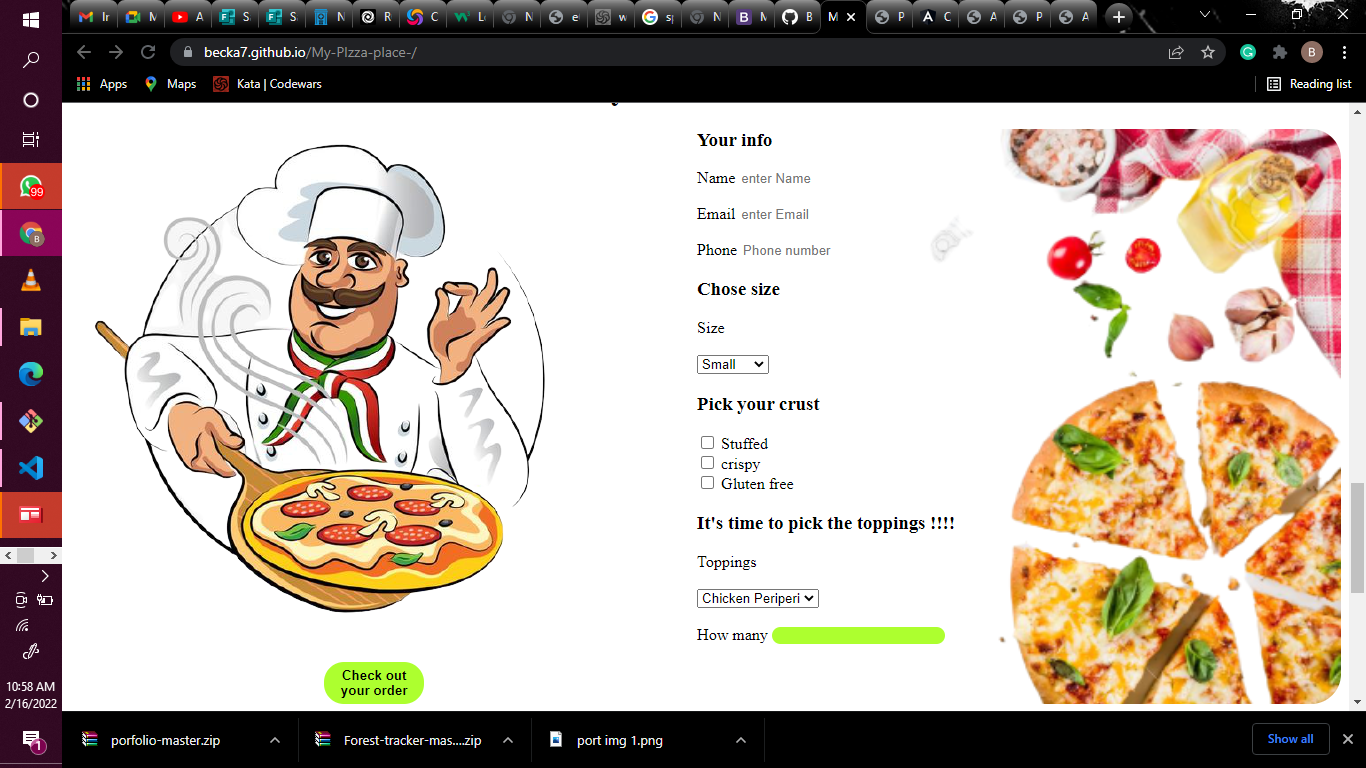 Ir
M
A
S
S
N
R
C
Lo
N
e
w
sp
N
M
B
M
P
C
A
P
A
becka7.github.io/My-PIzza-place-/
B
Apps
Maps
Kata | Codewars
Reading list
99
B
Your info
Name enter Name
Email enter Email
Phone Phone number
Chose size
Size
Small
Pick your crust
Stuffed
crispy
Gluten free
It's time to pick the toppings !!!!
Toppings
Chicken Periperi
How many
Check out
your order
10:58 AM
2/16/2022
1
porfolio-master.zip
Forest-tracker-mas....zip
port img 1.png
Show all